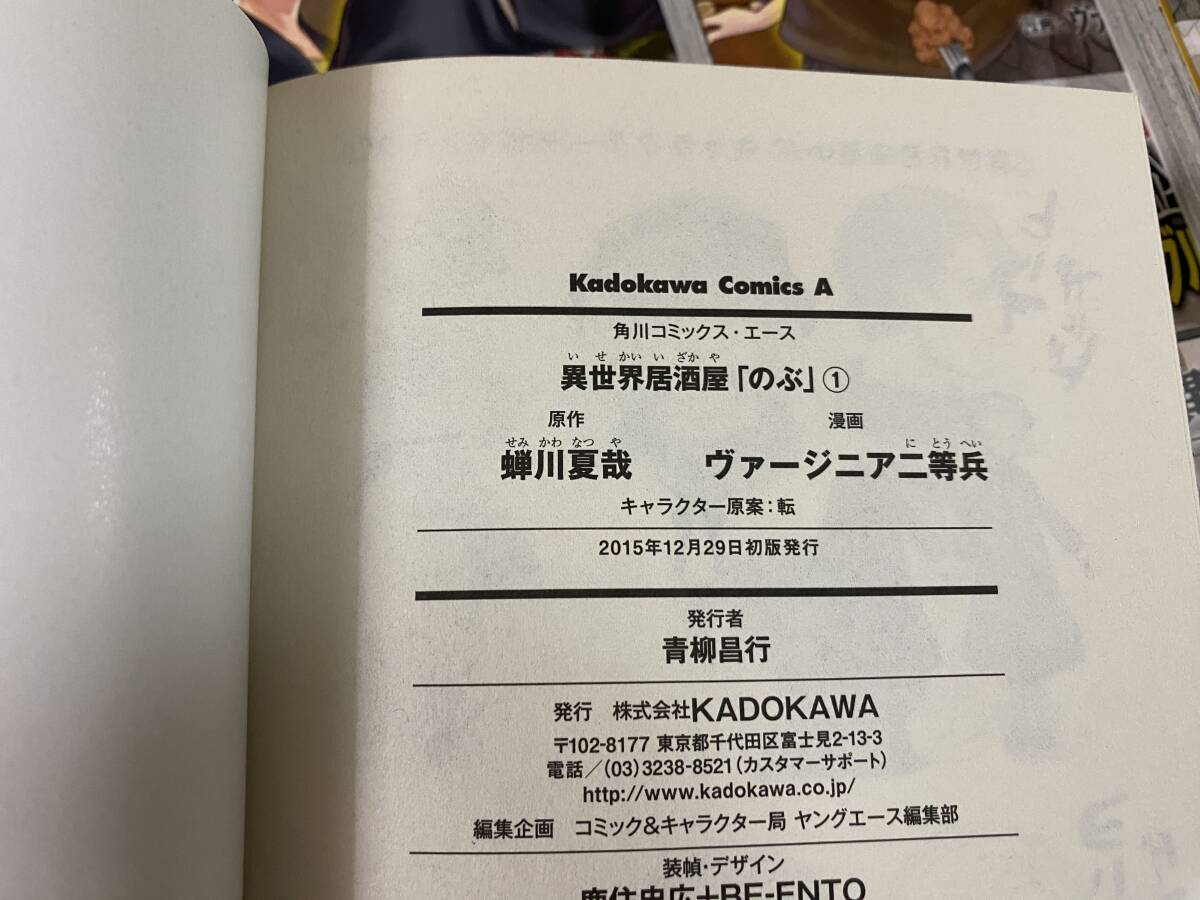 Kadokawa Comics A
角川コミックス・エース
い せ かい い ざか や
異世界居酒屋「のぶ」①
原作 漫画
せみ かわ なつ や に とう へい
蝉川夏哉 ヴァージニア二等兵
キャラクター原案：転
2015年12月29日初版発行
発行者
青柳昌行
発行 株式会社KADOKAWA
〒102-8177 東京都千代田区富士見2-13-3
電話／(03)3238-8521(カスタマーサポート)
http://www.kadokawa.co.jp/
編集企画 コミック&キャラクター局 ヤングエース編集部
装幀・デザイン
鹿住忠広+BE-ENTO